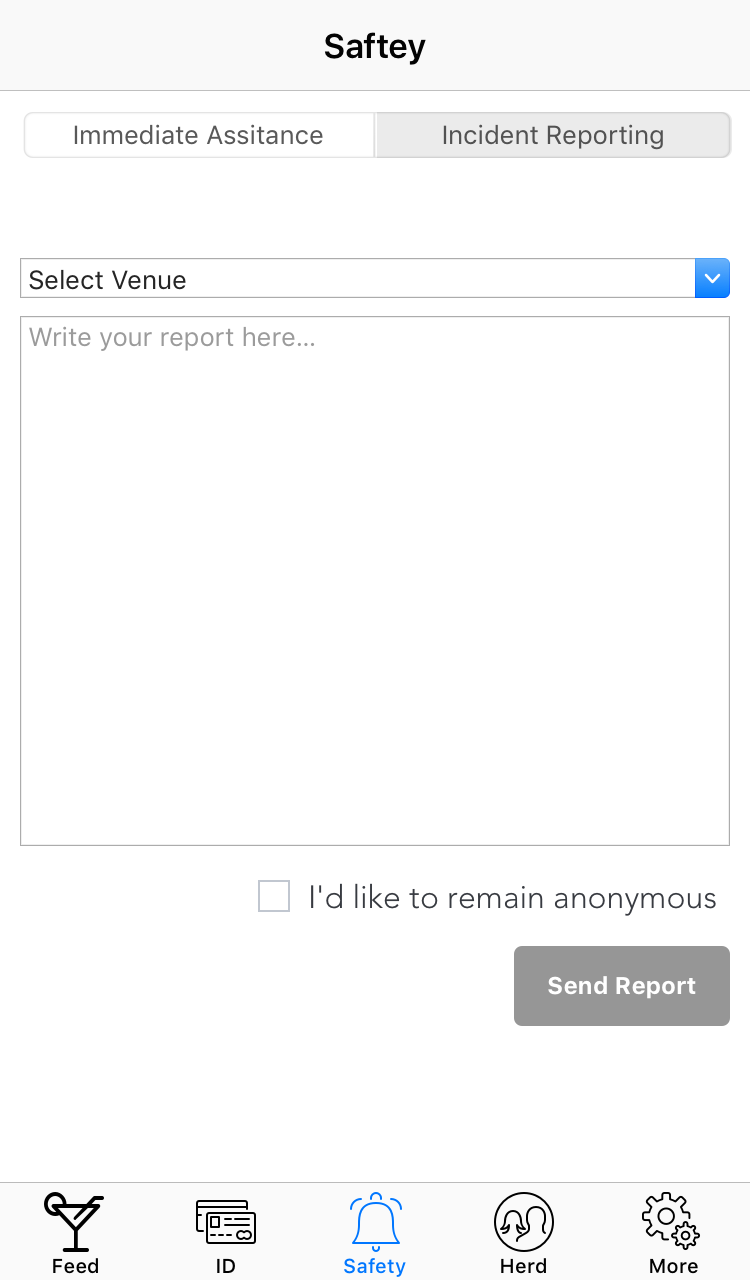 Saftey
Immediate Assitance
Incident Reporting
Select Venue
Write your report here...
I'd like to remain anonymous
Send Report
Feed
ID
Safety
Herd
More